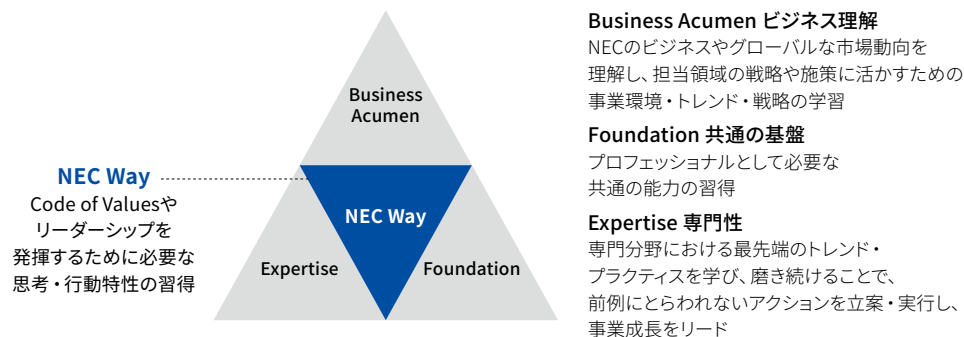 Business
Acumen
NEC Way
Code of Valuesや
リーダーシップを
発揮するために必要な
思考・行動特性の習得
NEC Way
Expertise
Foundation
Business Acumen ビジネス理解
NECのビジネスやグローバルな市場動向を
理解し、担当領域の戦略や施策に活かすための
事業環境・トレンド・戦略の学習
Foundation 共通の基盤
プロフェッショナルとして必要な
共通の能力の習得
Expertise 専門性
専門分野における最先端のトレンド・
プラクティスを学び、磨き続けることで、
前例にとらわれないアクションを立案・実行し、
事業成長をリード